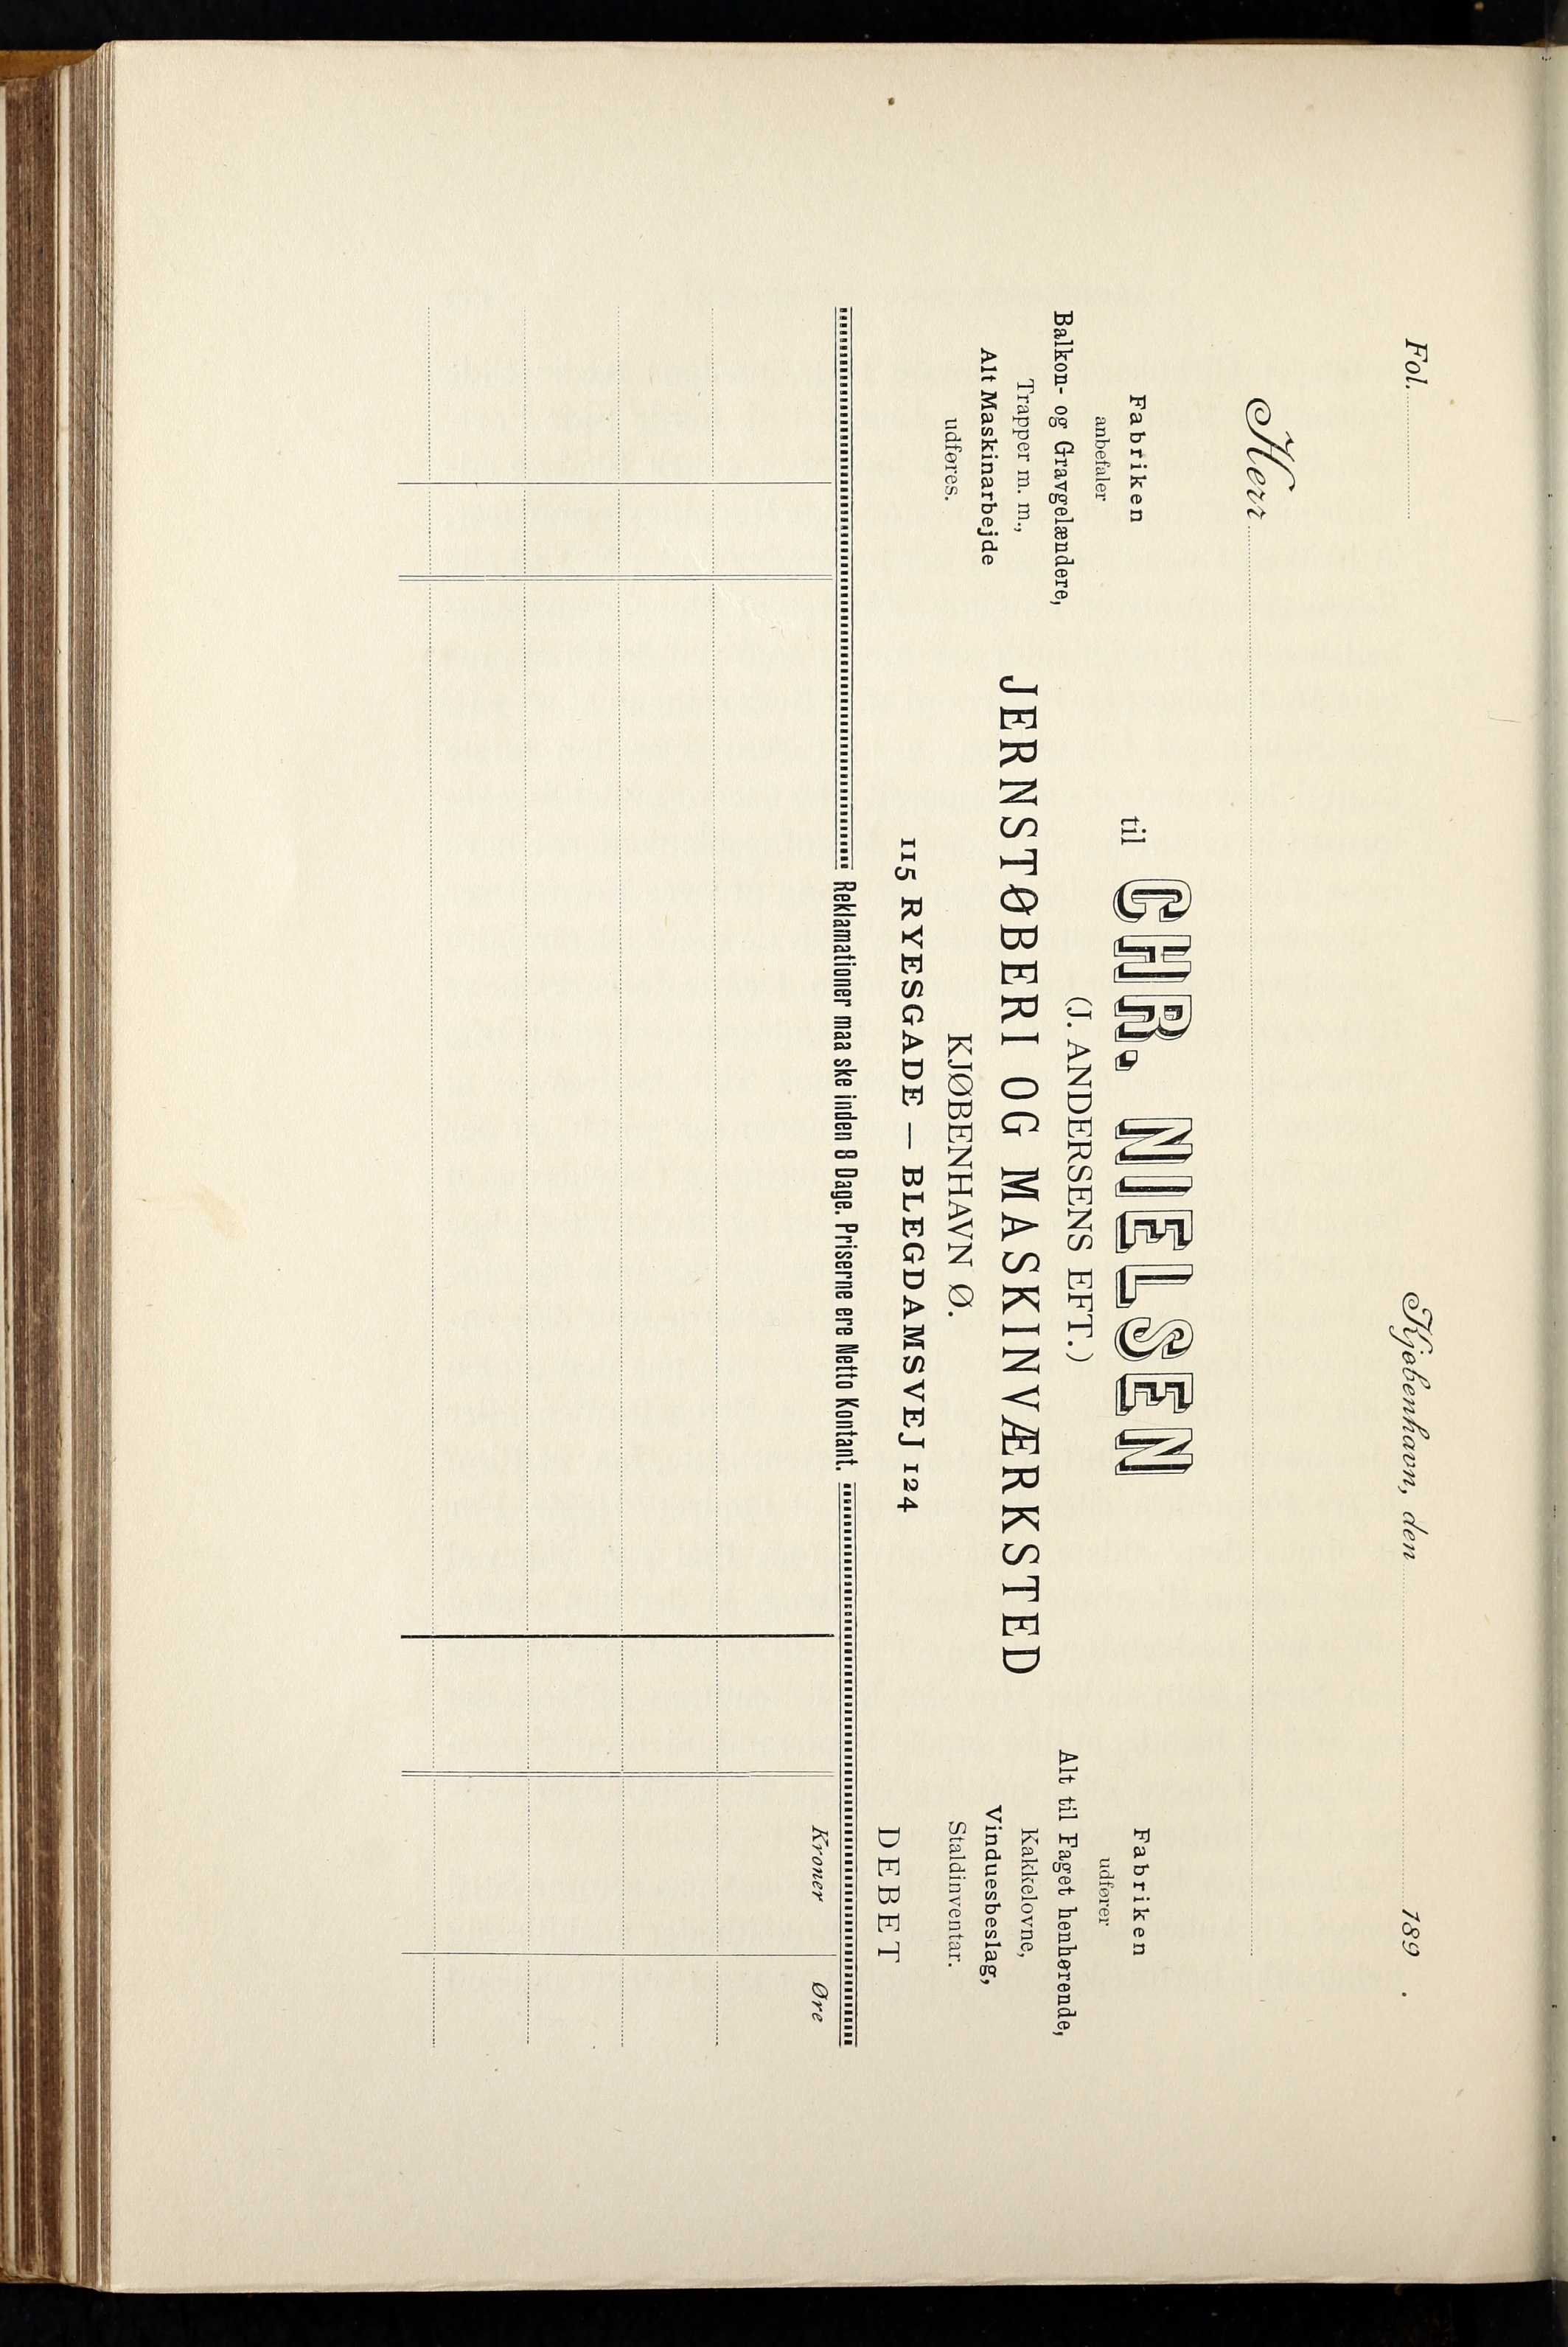 Fol.
Kjøbenhavn, den 189 .
Herr
til CHR. NIELSEN
(J. ANDERSENS EFT.)
JERNSTØBERI OG MASKINVÆRKSTED
KJØBENHAVN Ø.
115 RYESGADE — BLEGDAMSVEJ 124
Fabriken
anbefaler
Balkon- og Gravgelændere,
Trapper m. m.,
Alt Maskinarbejde
udføres.
Fabriken
udfører
Alt til Faget henhørende,
Kakkelovne,
Vinduesbeslag,
Staldinventar.
DEBET
Reklamationer maa ske inden 8 Dage. Priserne ere Netto Kontant.
Kroner Øre